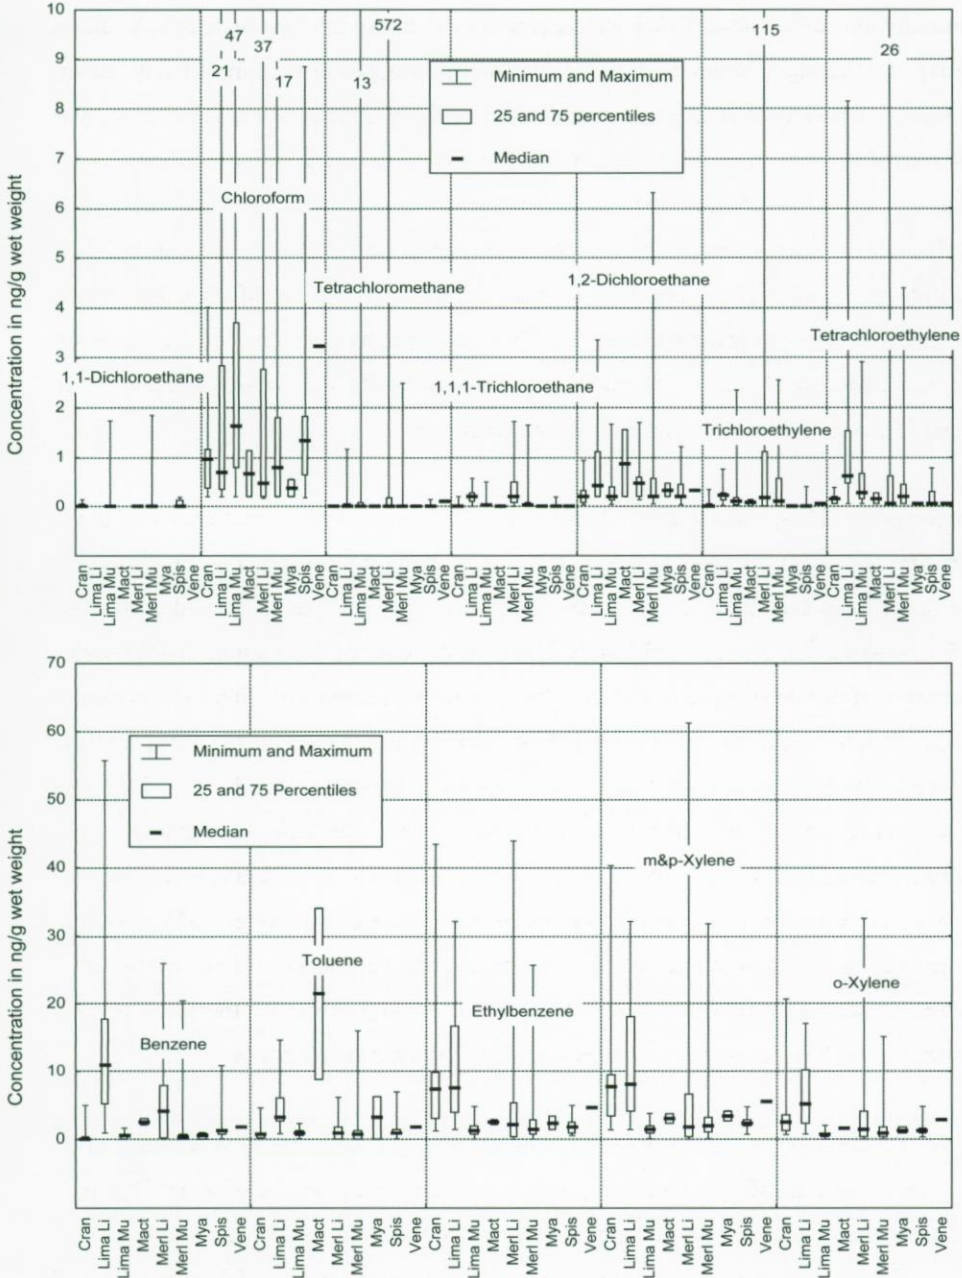 10
9
8
7
6
5
4
3
2
1
0
Concentration in ng/g wet weight
21
47
37
17
13
572
115
26
Minimum and Maximum
25 and 75 percentiles
Median
Chloroform
Tetrachloromethane
1,2-Dichloroethane
Tetrachloroethylene
1,1-Dichloroethane
1,1,1-Trichloroethane
Trichloroethylene
Cran Lima Li Lima Mu Mact Merl Li Merl Mu Mya Spis Vene Cran Lima Li Lima Mu Mact Merl Li Merl Mu Mya Spis Vene Cran Lima Li Lima Mu Mact Merl Li Merl Mu Mya Spis Vene Cran Lima Li Lima Mu Mact Merl Li Merl Mu Mya Spis Vene Cran Lima Li Lima Mu Mact Merl Li Merl Mu Mya Spis Vene Cran Lima Li Lima Mu Mact Merl Li Merl Mu Mya Spis Vene Cran Lima Li Lima Mu Mact Merl Li Merl Mu Mya Spis Vene
70
60
50
40
30
20
10
0
Concentration in ng/g wet weight
Minimum and Maximum
25 and 75 Percentiles
Median
m&p-Xylene
Toluene
o-Xylene
Ethylbenzene
Benzene
Cran Lima Li Lima Mu Mact Merl Li Merl Mu Mya Spis Vene Cran Lima Li Lima Mu Mact Merl Li Merl Mu Mya Spis Vene Cran Lima Li Lima Mu Mact Merl Li Merl Mu Mya Spis Vene Cran Lima Li Lima Mu Mact Merl Li Merl Mu Mya Spis Vene Cran Lima Li Lima Mu Mact Merl Li Merl Mu Mya Spis Vene